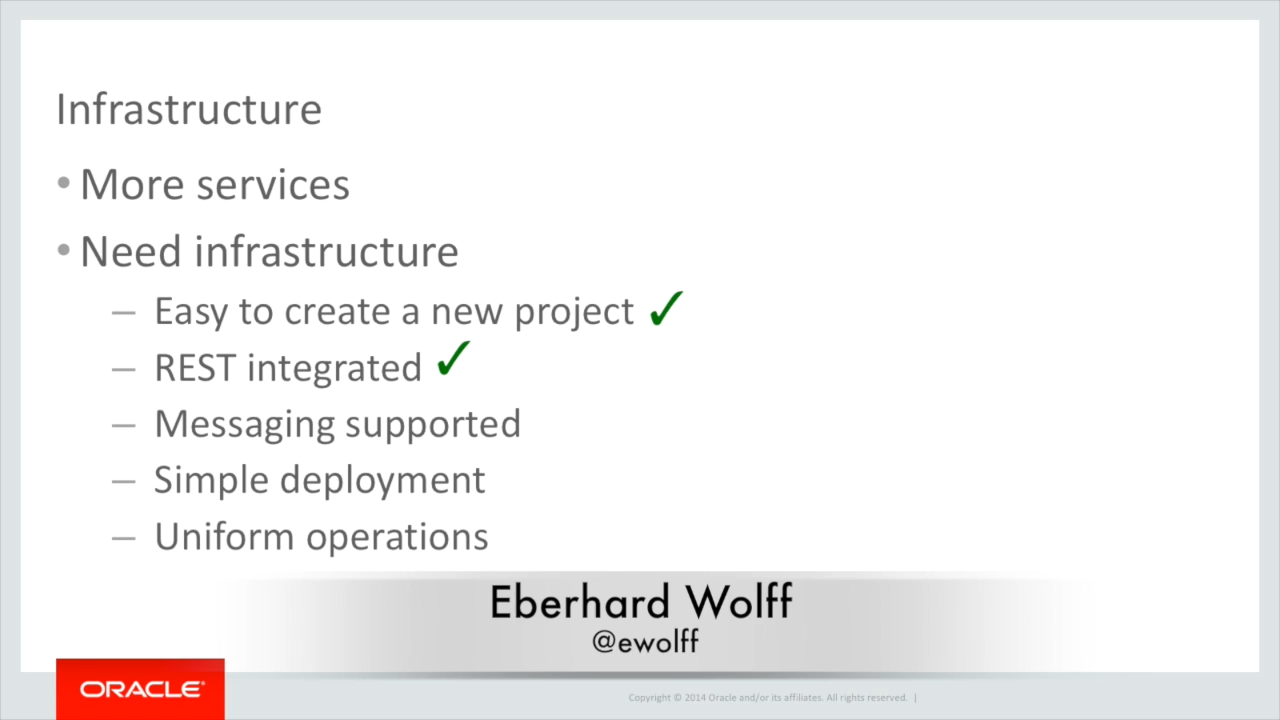 Infrastructure
• More services
• Need infrastructure
– Easy to create a new project ✓
– REST integrated ✓
– Messaging supported
– Simple deployment
– Uniform operations
Eberhard Wolff
@ewolff
ORACLE®
Copyright © 2014 Oracle and/or its affiliates. All rights reserved. |